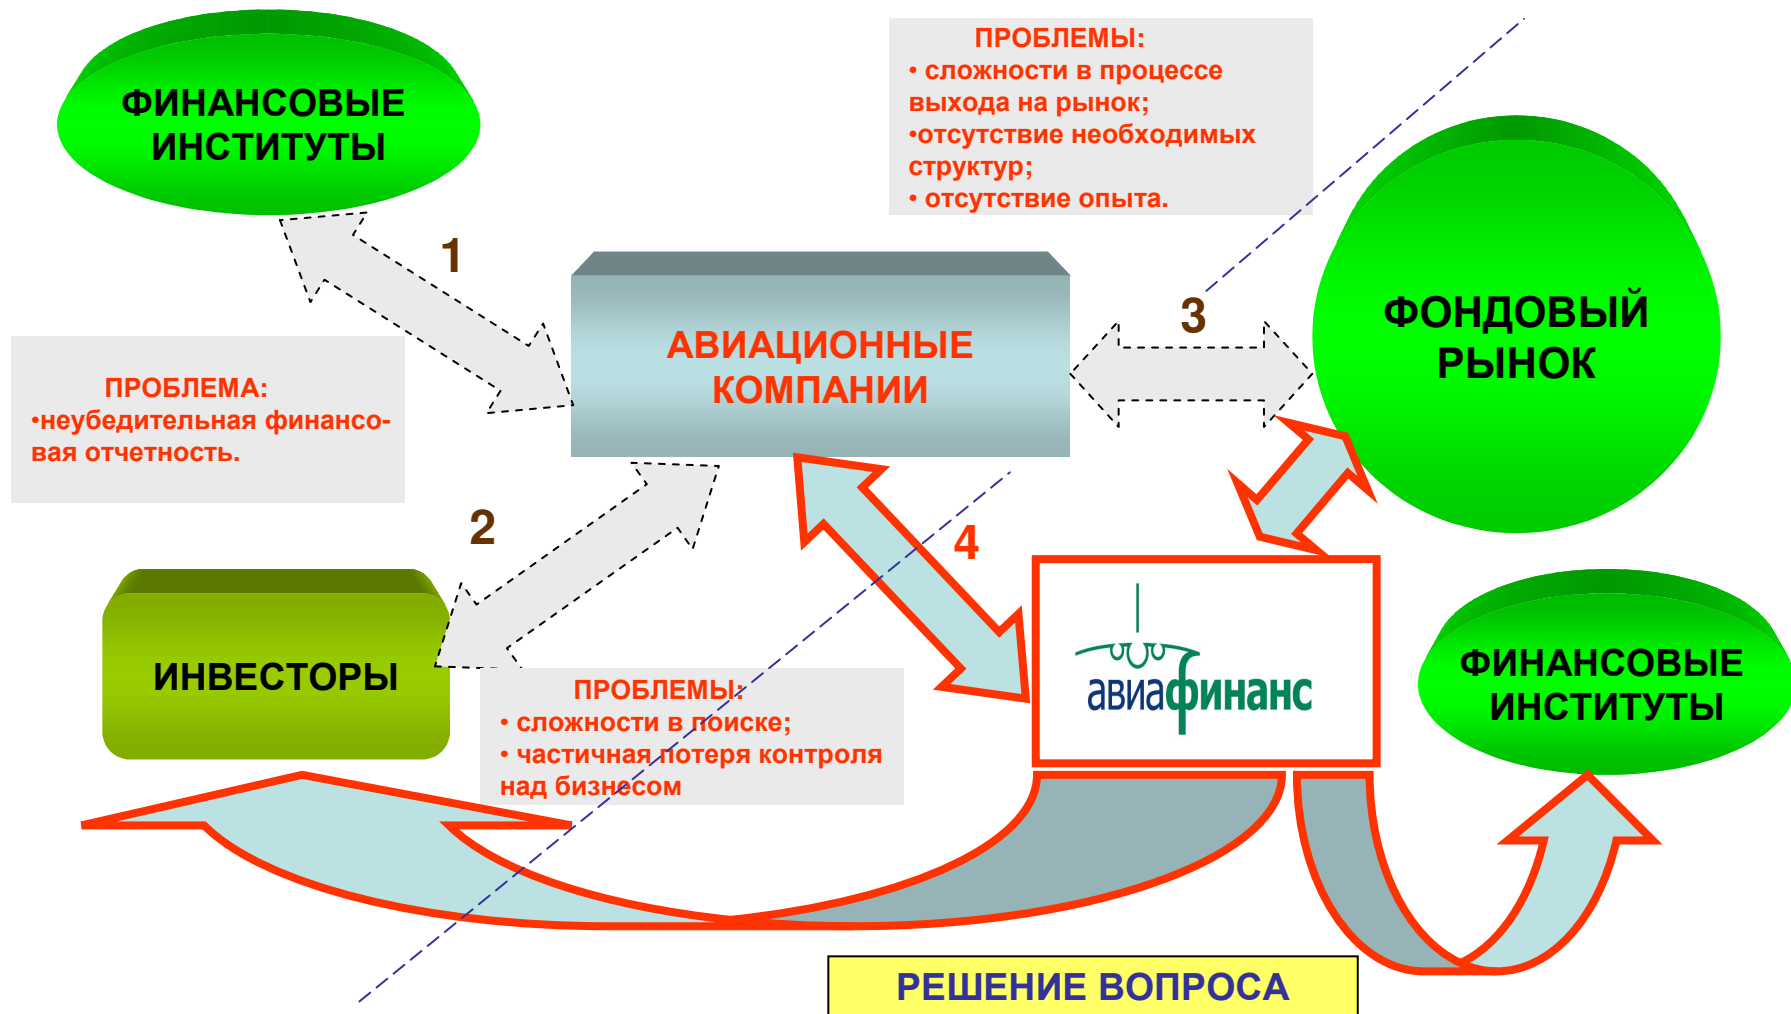 ФИНАНСОВЫЕ
ИНСТИТУТЫ
ПРОБЛЕМЫ:
• сложности в процессе
выхода на рынок;
•отсутствие необходимых
структур;
• отсутствие опыта.
1
3
ФОНДОВЫЙ
РЫНОК
АВИАЦИОННЫЕ
КОМПАНИИ
ПРОБЛЕМА:
•неубедительная финансо-
вая отчетность.
2
4
ИНВЕСТОРЫ
ПРОБЛЕМЫ:
• сложности в поиске;
• частичная потеря контроля
над бизнесом
авиафинанс
ФИНАНСОВЫЕ
ИНСТИТУТЫ
РЕШЕНИЕ ВОПРОСА